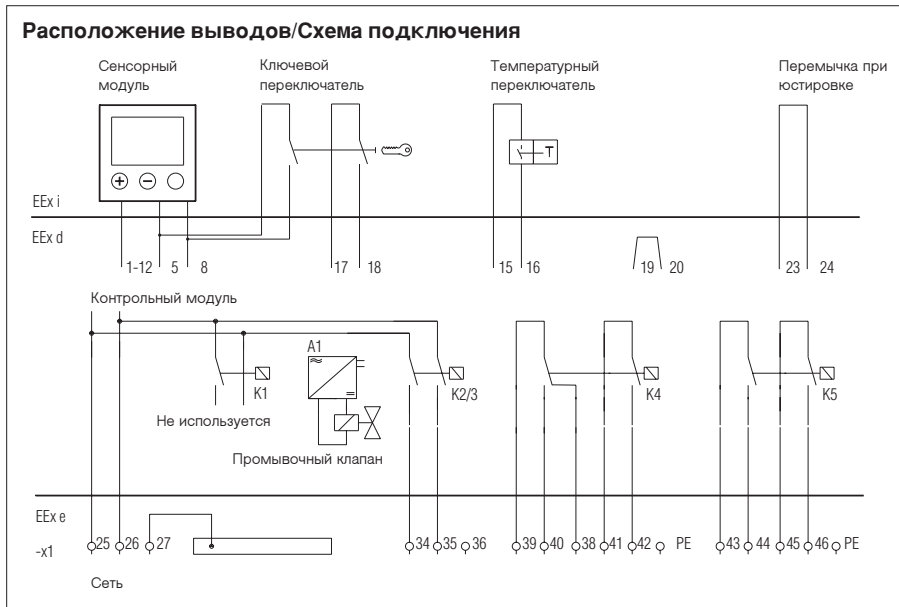 Расположение выводов/Схема подключения
Сенсорный
модуль
Ключевой
переключатель
Температурный
переключатель
Перемычка при
юстировке
T
EEx i
EEx d
1-12 5 8 17 18 15 16 19 20 23 24
Контрольный модуль
A1
K1 K2/3 K4 K5
Не используется
Промывочный клапан
EEx e
-x1 25 26 27 34 35 36 39 40 38 41 42 PE 43 44 45 46 PE
Сеть